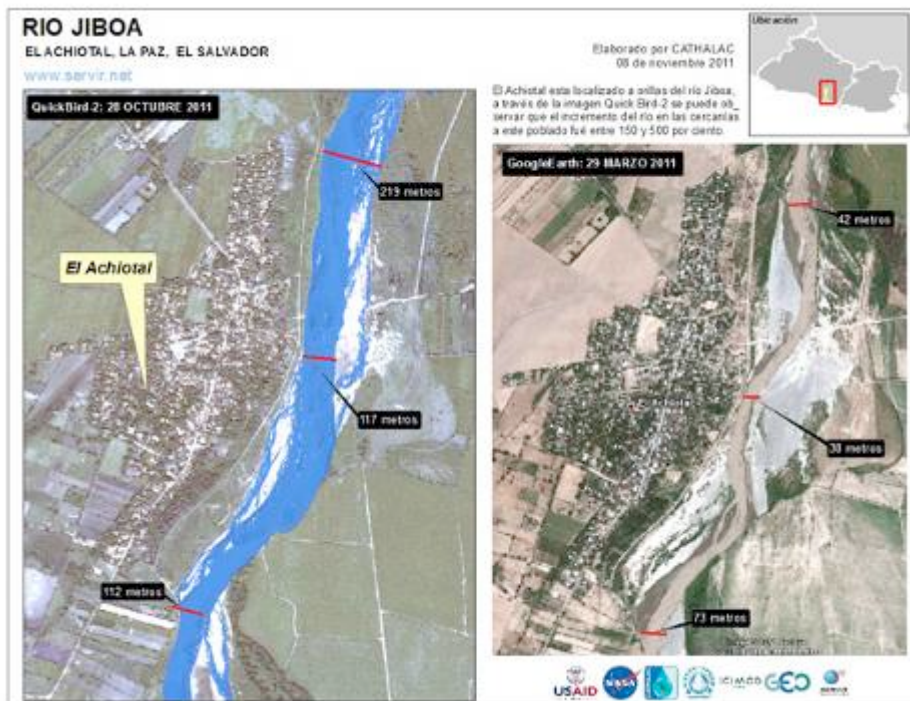 RIO JIBOA
EL ACHIOTAL, LA PAZ, EL SALVADOR
www.servir.net
Elaborado por CATHALAC
08 de noviembre 2011
Ubicación
El Achiotal esta localizado a orillas del río Jiboa,
a través de la imagen Quick Bird-2 se puede ob_
servar que el incremento del río en las cercanías
a este poblado fué entre 150 y 500 por ciento.
QuickBird-2: 28 OCTUBRE 2011
219 metros
El Achiotal
117 metros
112 metros
GoogleEarth: 29 MARZO 2011
42 metros
38 metros
73 metros
USAID
NASA
ICIMOD
GEO